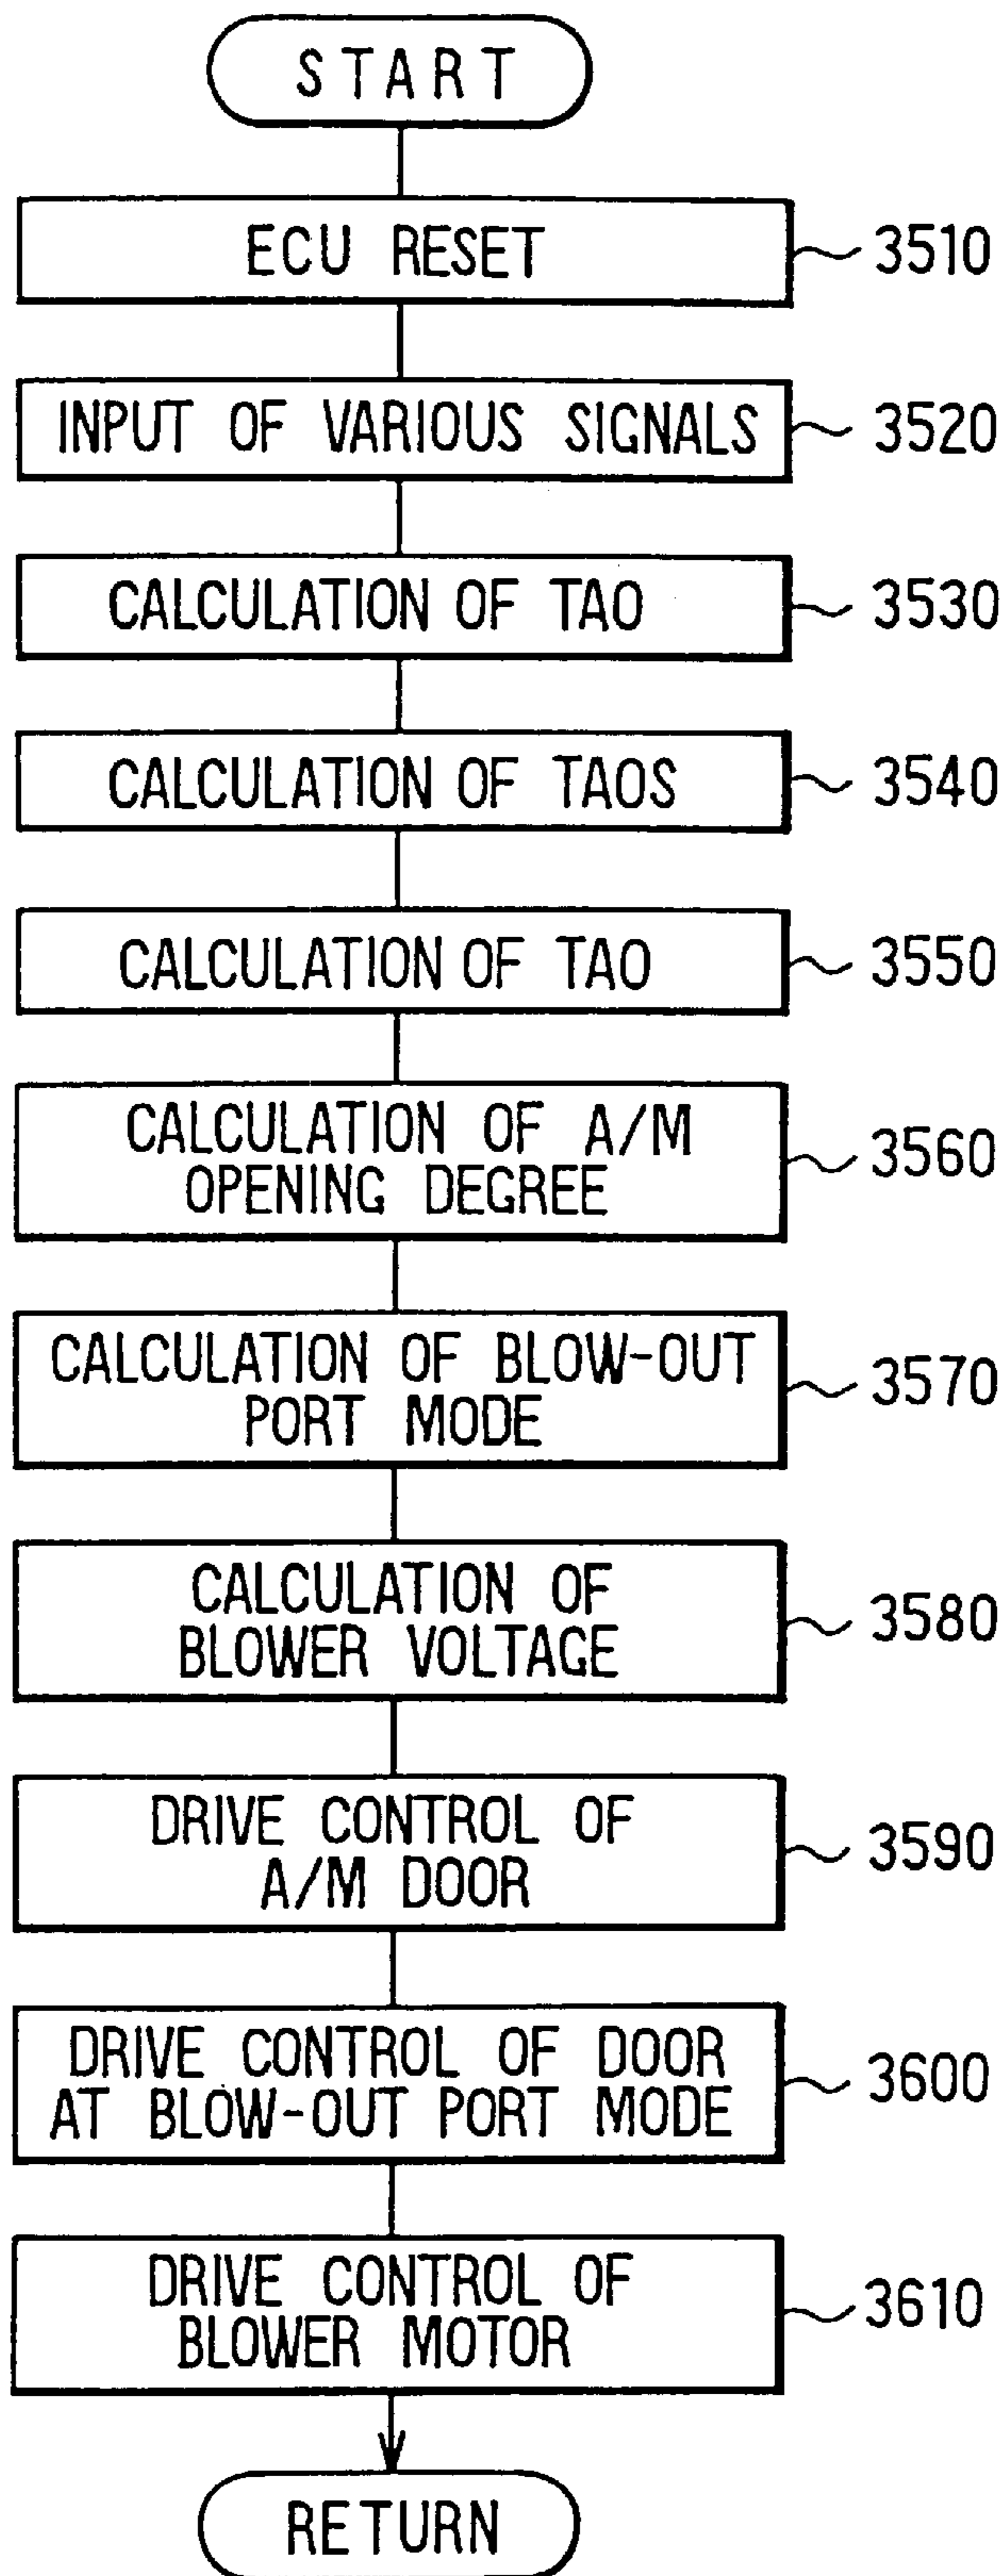 START
ECU RESET 3510
INPUT OF VARIOUS SIGNALS 3520
CALCULATION OF TAO 3530
CALCULATION OF TAOS 3540
CALCULATION OF TAO 3550
CALCULATION OF A/M
OPENING DEGREE
3560
CALCULATION OF BLOW-OUT
PORT MODE
3570
CALCULATION OF
BLOWER VOLTAGE
3580
DRIVE CONTROL OF
A/M DOOR
3590
DRIVE CONTROL OF DOOR
AT BLOW-OUT PORT MODE
3600
DRIVE CONTROL OF
BLOWER MOTOR
3610
RETURN